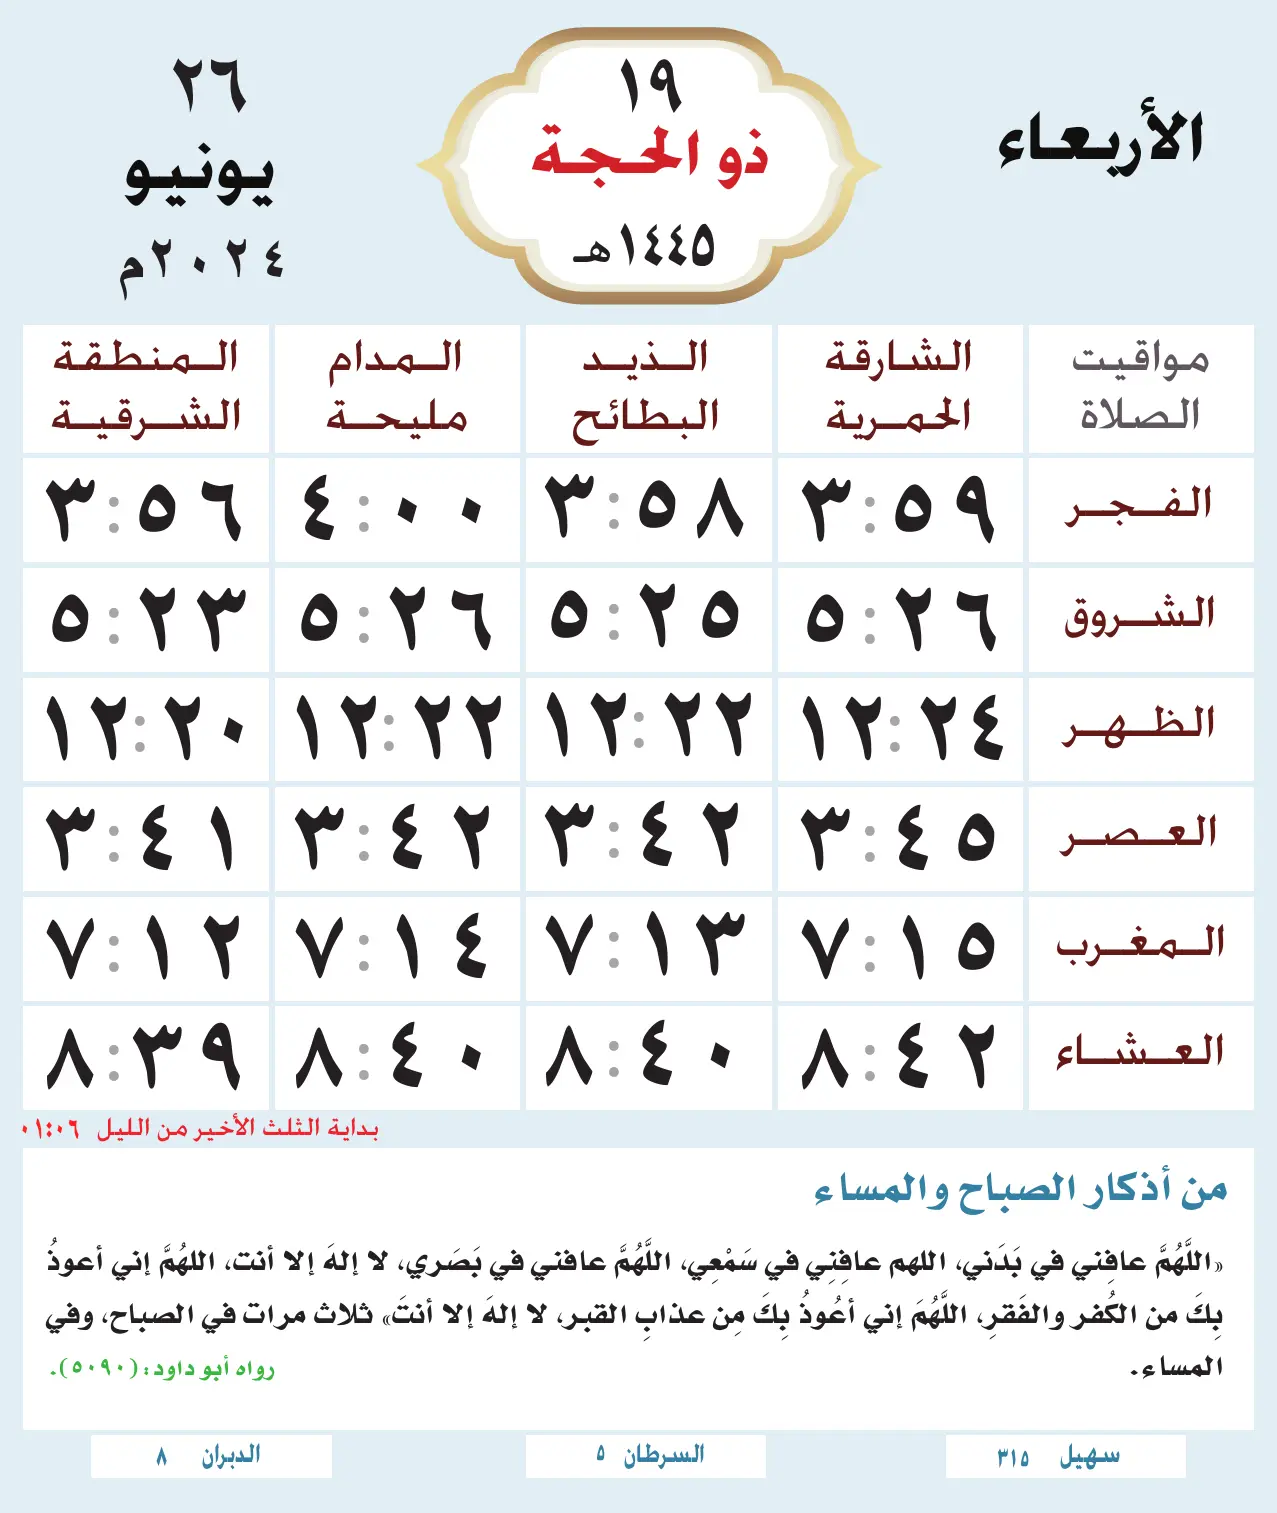 الأربعاء
١٩
ذو الحجة
١٤٤٥هـ
٢٦
يونيو
٢٠٢٤م
مواقيت الصلاة
الشارقة الحمرية
الذيد البطائح
المدام مليحة
المنطقة الشرقية
الفجر ٣:٥٩ ٣:٥٨ ٤:٠٠ ٣:٥٦
الشروق ٥:٢٦ ٥:٢٥ ٥:٢٦ ٥:٢٣
الظهر ١٢:٢٤ ١٢:٢٢ ١٢:٢٢ ١٢:٢٠
العصر ٣:٤٥ ٣:٤٢ ٣:٤٢ ٣:٤١
المغرب ٧:١٥ ٧:١٣ ٧:١٤ ٧:١٢
العشاء ٨:٤٢ ٨:٤٠ ٨:٤٠ ٨:٣٩
بداية الثلث الأخير من الليل ٠١:٠٦
من أذكار الصباح والمساء
«اللَّهُمَّ عافِني في بَدَني، اللهم عافِنِي في سَمْعِي، اللَّهُمَّ عافني في بَصَري، لا إلهَ إلا أنت، اللهُمَّ إني أعوذُ
بِكَ من الكُفر والفَقرِ، اللَّهُمَ إني أعُوذُ بِكَ مِن عذابِ القبر، لا إلهَ إلا أنتَ» ثلاث مرات في الصباح، وفي
المساء.
رواه أبو داود: (٥٠٩٠).
سهيل ٣١٥
السرطان ٥
الدبران ٨